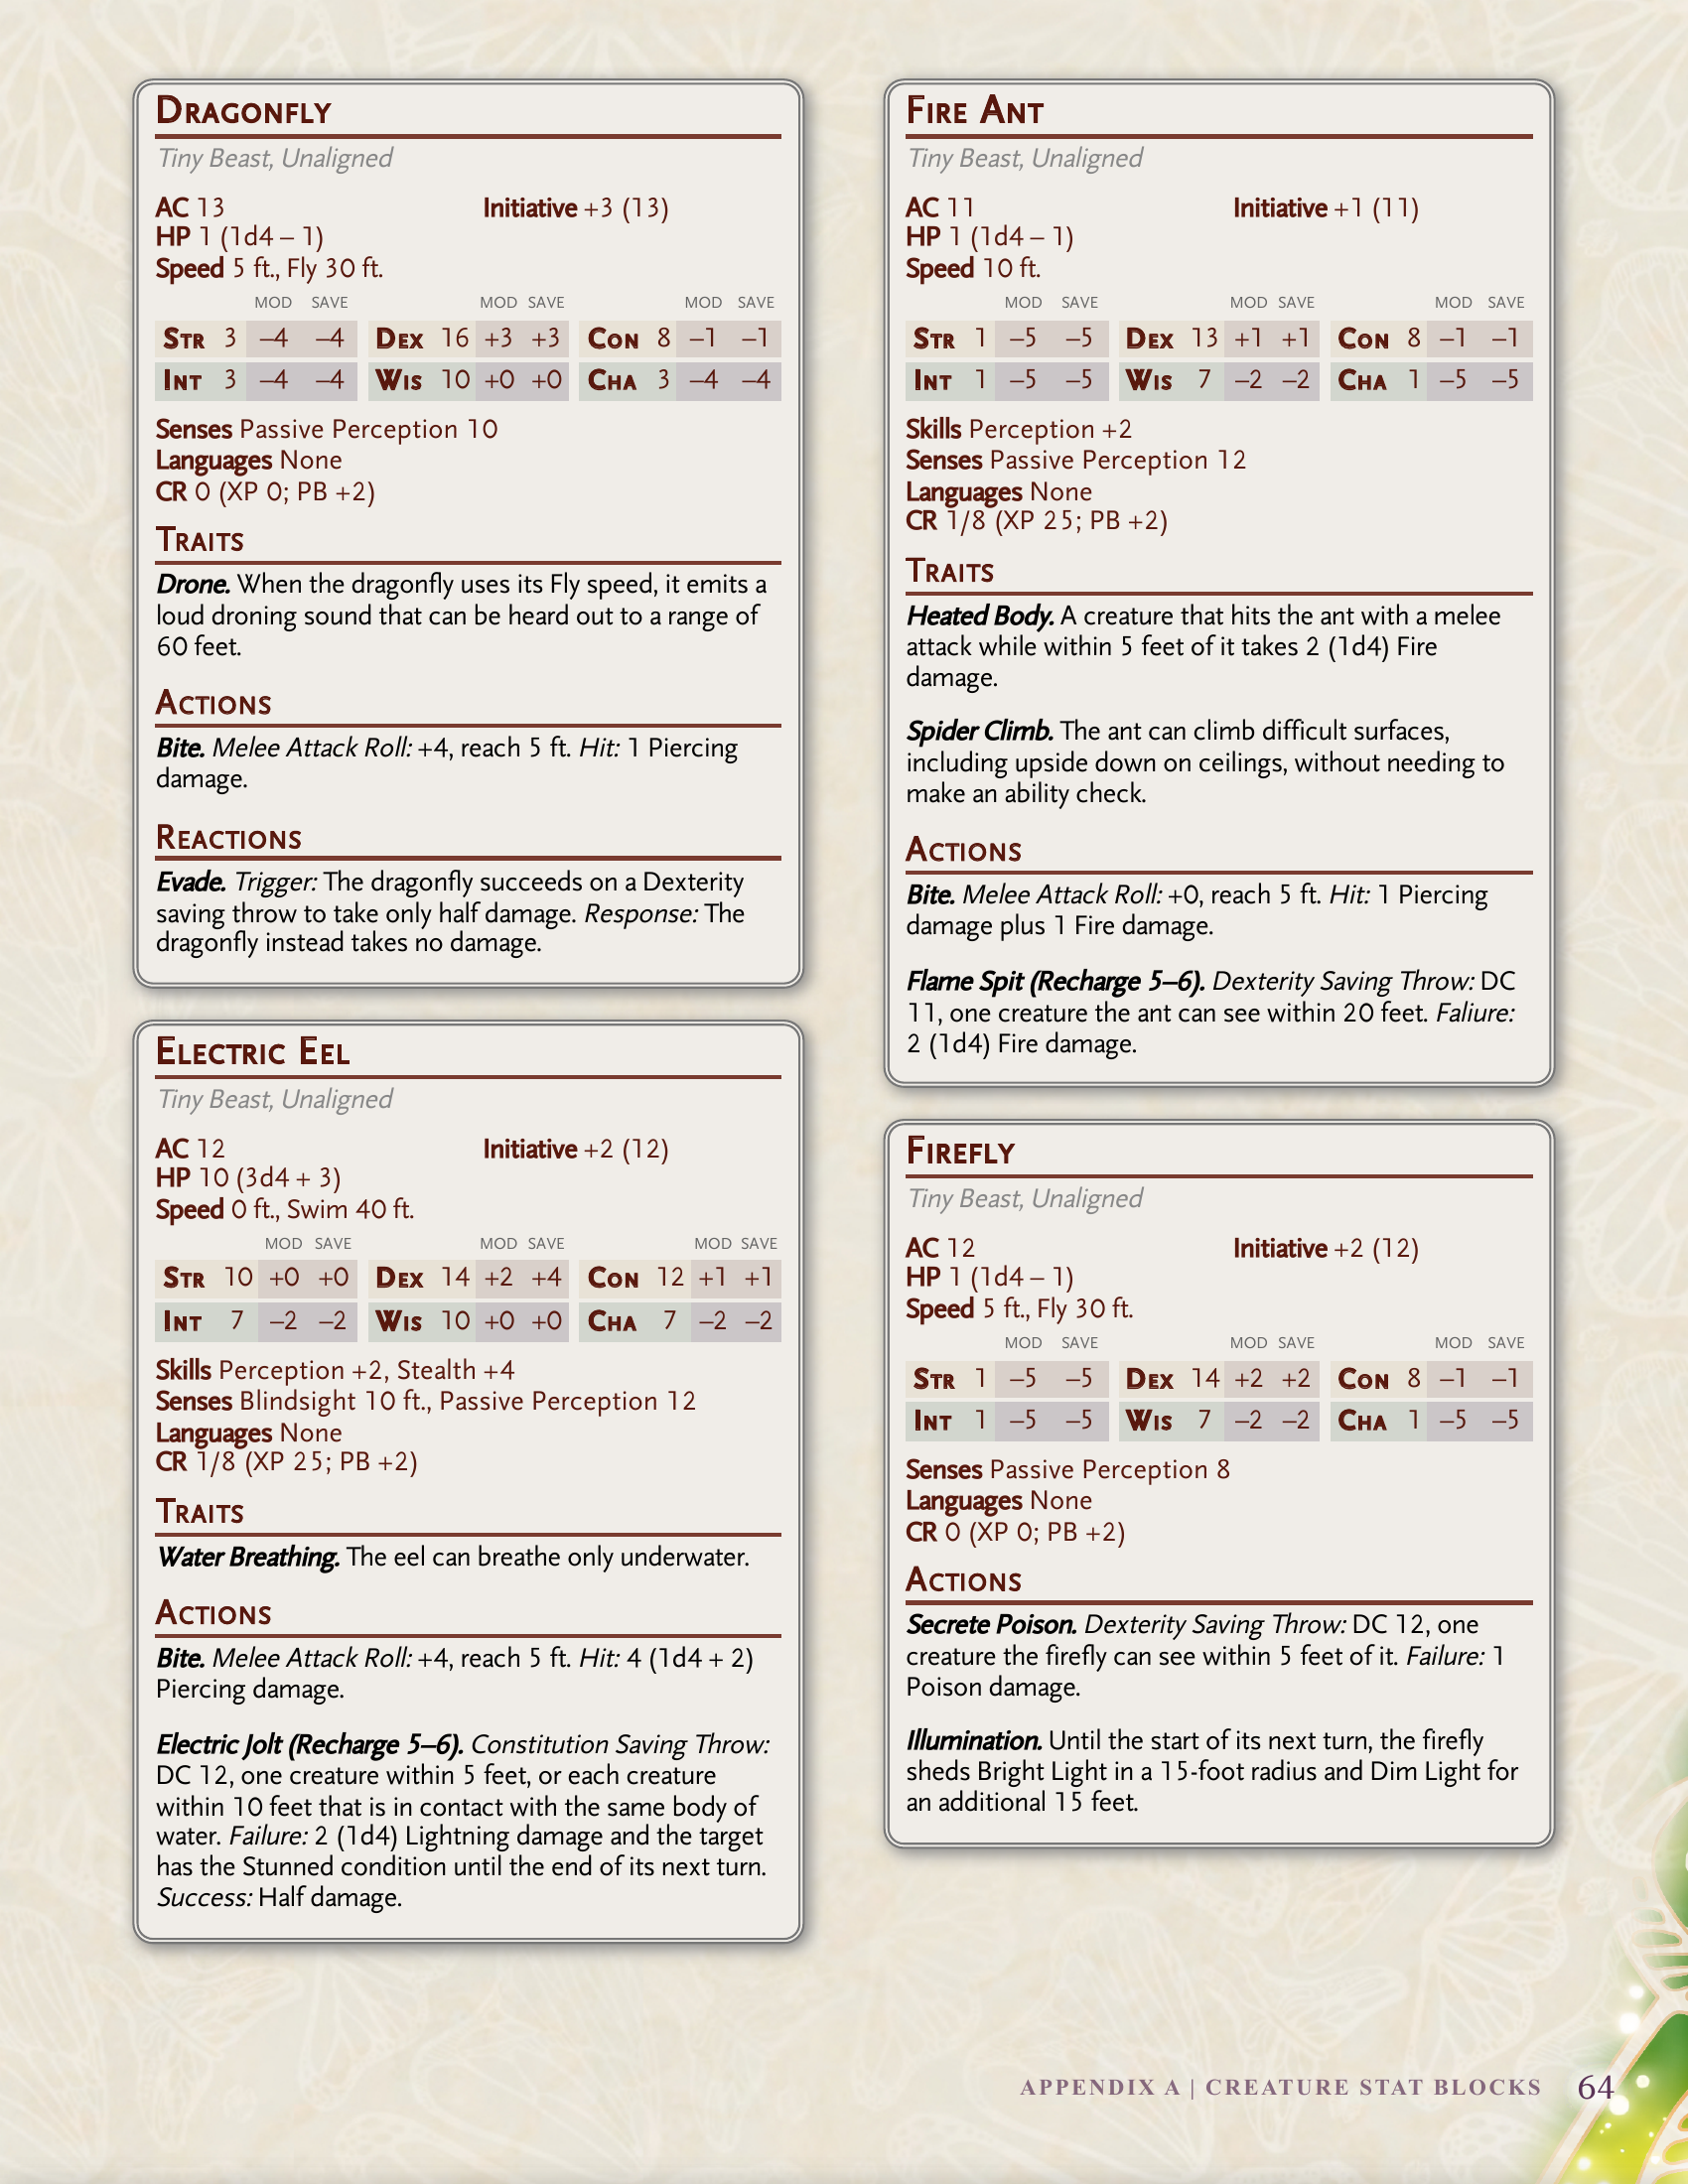 DRAGONFLY
Tiny Beast, Unaligned
AC 13 Initiative +3 (13)
HP 1 (1d4 – 1)
Speed 5 ft., Fly 30 ft.
MOD SAVE MOD SAVE MOD SAVE
STR 3 –4 –4 DEX 16 +3 +3 CON 8 –1 –1
INT 3 –4 –4 WIS 10 +0 +0 CHA 3 –4 –4
Senses Passive Perception 10
Languages None
CR 0 (XP 0; PB +2)
TRAITS
Drone. When the dragonfly uses its Fly speed, it emits a
loud droning sound that can be heard out to a range of
60 feet.
ACTIONS
Bite. Melee Attack Roll: +4, reach 5 ft. Hit: 1 Piercing
damage.
REACTIONS
Evade. Trigger: The dragonfly succeeds on a Dexterity
saving throw to take only half damage. Response: The
dragonfly instead takes no damage.
ELECTRIC EEL
Tiny Beast, Unaligned
AC 12 Initiative +2 (12)
HP 10 (3d4 + 3)
Speed 0 ft., Swim 40 ft.
MOD SAVE MOD SAVE MOD SAVE
STR 10 +0 +0 DEX 14 +2 +4 CON 12 +1 +1
INT 7 –2 –2 WIS 10 +0 +0 CHA 7 –2 –2
Skills Perception +2, Stealth +4
Senses Blindsight 10 ft., Passive Perception 12
Languages None
CR 1/8 (XP 25; PB +2)
TRAITS
Water Breathing. The eel can breathe only underwater.
ACTIONS
Bite. Melee Attack Roll: +4, reach 5 ft. Hit: 4 (1d4 + 2)
Piercing damage.
Electric Jolt (Recharge 5–6). Constitution Saving Throw:
DC 12, one creature within 5 feet, or each creature
within 10 feet that is in contact with the same body of
water. Failure: 2 (1d4) Lightning damage and the target
has the Stunned condition until the end of its next turn.
Success: Half damage.
FIRE ANT
Tiny Beast, Unaligned
AC 11 Initiative +1 (11)
HP 1 (1d4 – 1)
Speed 10 ft.
MOD SAVE MOD SAVE MOD SAVE
STR 1 –5 –5 DEX 13 +1 +1 CON 8 –1 –1
INT 1 –5 –5 WIS 7 –2 –2 CHA 1 –5 –5
Skills Perception +2
Senses Passive Perception 12
Languages None
CR 1/8 (XP 25; PB +2)
TRAITS
Heated Body. A creature that hits the ant with a melee
attack while within 5 feet of it takes 2 (1d4) Fire
damage.
Spider Climb. The ant can climb difficult surfaces,
including upside down on ceilings, without needing to
make an ability check.
ACTIONS
Bite. Melee Attack Roll: +0, reach 5 ft. Hit: 1 Piercing
damage plus 1 Fire damage.
Flame Spit (Recharge 5–6). Dexterity Saving Throw: DC
11, one creature the ant can see within 20 feet. Faliure:
2 (1d4) Fire damage.
FIREFLY
Tiny Beast, Unaligned
AC 12 Initiative +2 (12)
HP 1 (1d4 – 1)
Speed 5 ft., Fly 30 ft.
MOD SAVE MOD SAVE MOD SAVE
STR 1 –5 –5 DEX 14 +2 +2 CON 8 –1 –1
INT 1 –5 –5 WIS 7 –2 –2 CHA 1 –5 –5
Senses Passive Perception 8
Languages None
CR 0 (XP 0; PB +2)
ACTIONS
Secrete Poison. Dexterity Saving Throw: DC 12, one
creature the firefly can see within 5 feet of it. Failure: 1
Poison damage.
Illumination. Until the start of its next turn, the firefly
sheds Bright Light in a 15-foot radius and Dim Light for
an additional 15 feet.
APPENDIX A | CREATURE STAT BLOCKS 64